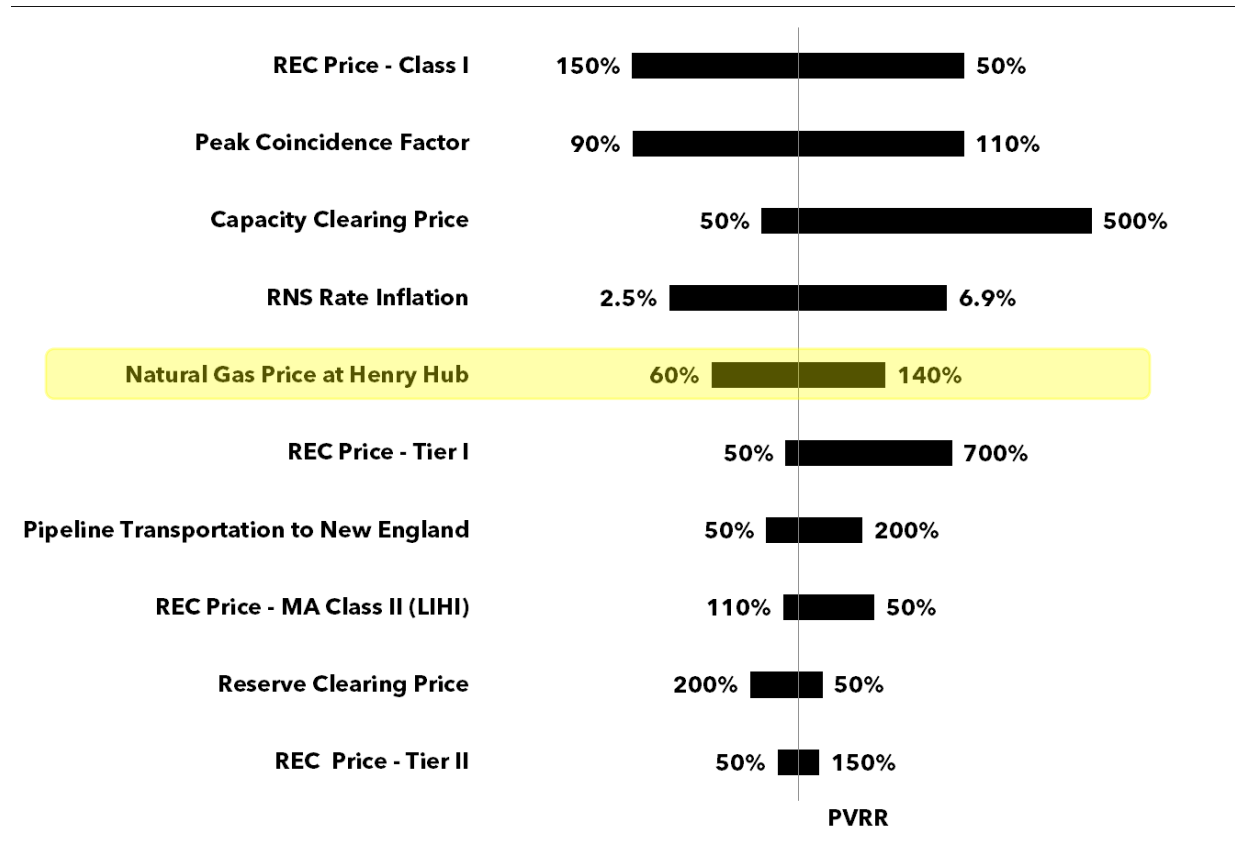 REC Price - Class I 150% 50%
Peak Coincidence Factor 90% 110%
Capacity Clearing Price 50% 500%
RNS Rate Inflation 2.5% 6.9%
Natural Gas Price at Henry Hub 60% 140%
REC Price - Tier I 50% 700%
Pipeline Transportation to New England 50% 200%
REC Price - MA Class II (LIHI) 110% 50%
Reserve Clearing Price 200% 50%
REC Price - Tier II 50% 150%
PVRR